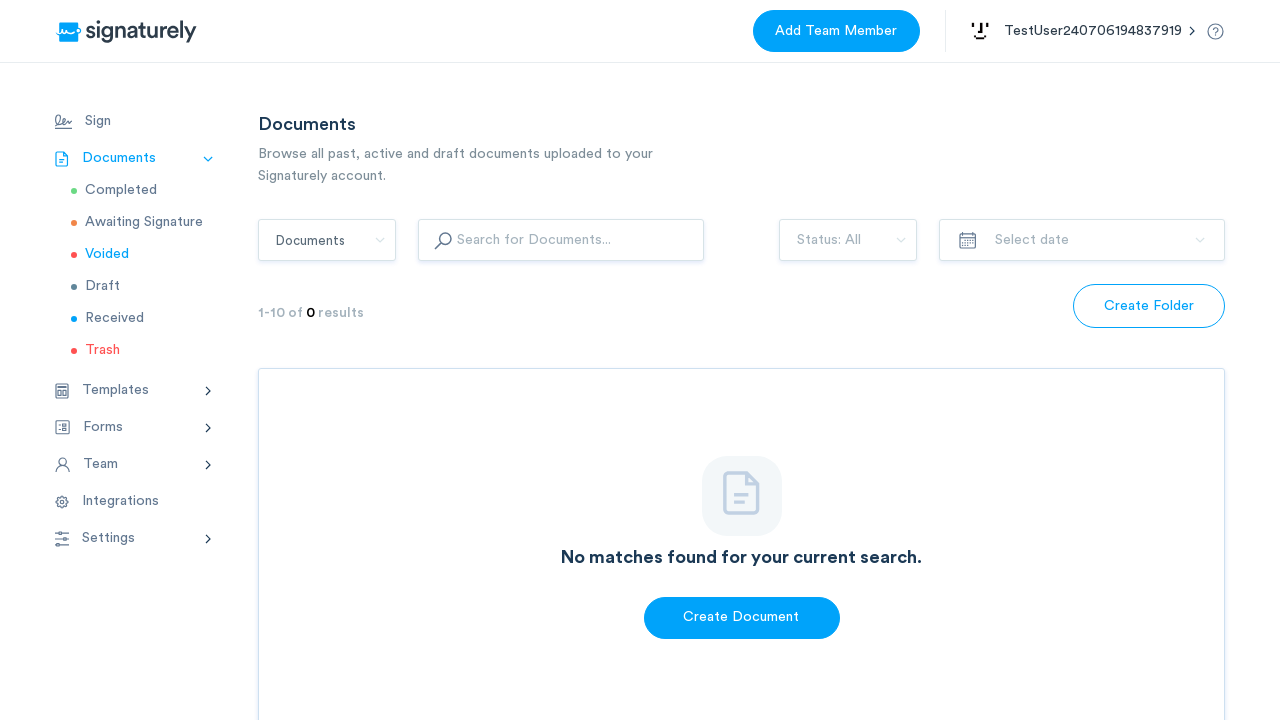 signaturely
Add Team Member
TestUser240706194837919
Sign
Documents
Completed
Awaiting Signature
Voided
Draft
Received
Trash
Templates
Forms
Team
Integrations
Settings
Documents
Browse all past, active and draft documents uploaded to your
Signaturely account.
Documents
Search for Documents...
Status: All
Select date
1-10 of 0 results
Create Folder
No matches found for your current search.
Create Document